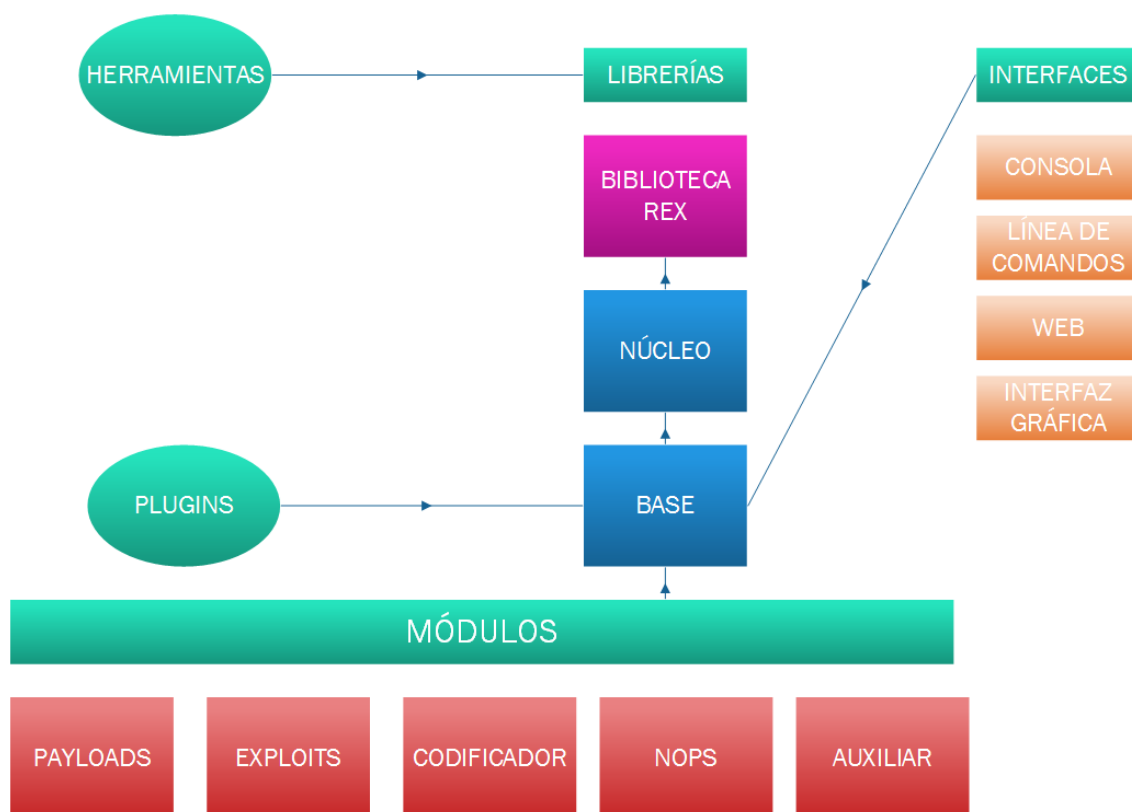 HERRAMIENTAS
LIBRERÍAS
INTERFACES
BIBLIOTECA
REX
CONSOLA
LÍNEA DE
COMANDOS
WEB
NÚCLEO
INTERFAZ
GRÁFICA
PLUGINS
BASE
MÓDULOS
PAYLOADS
EXPLOITS
CODIFICADOR
NOPS
AUXILIAR